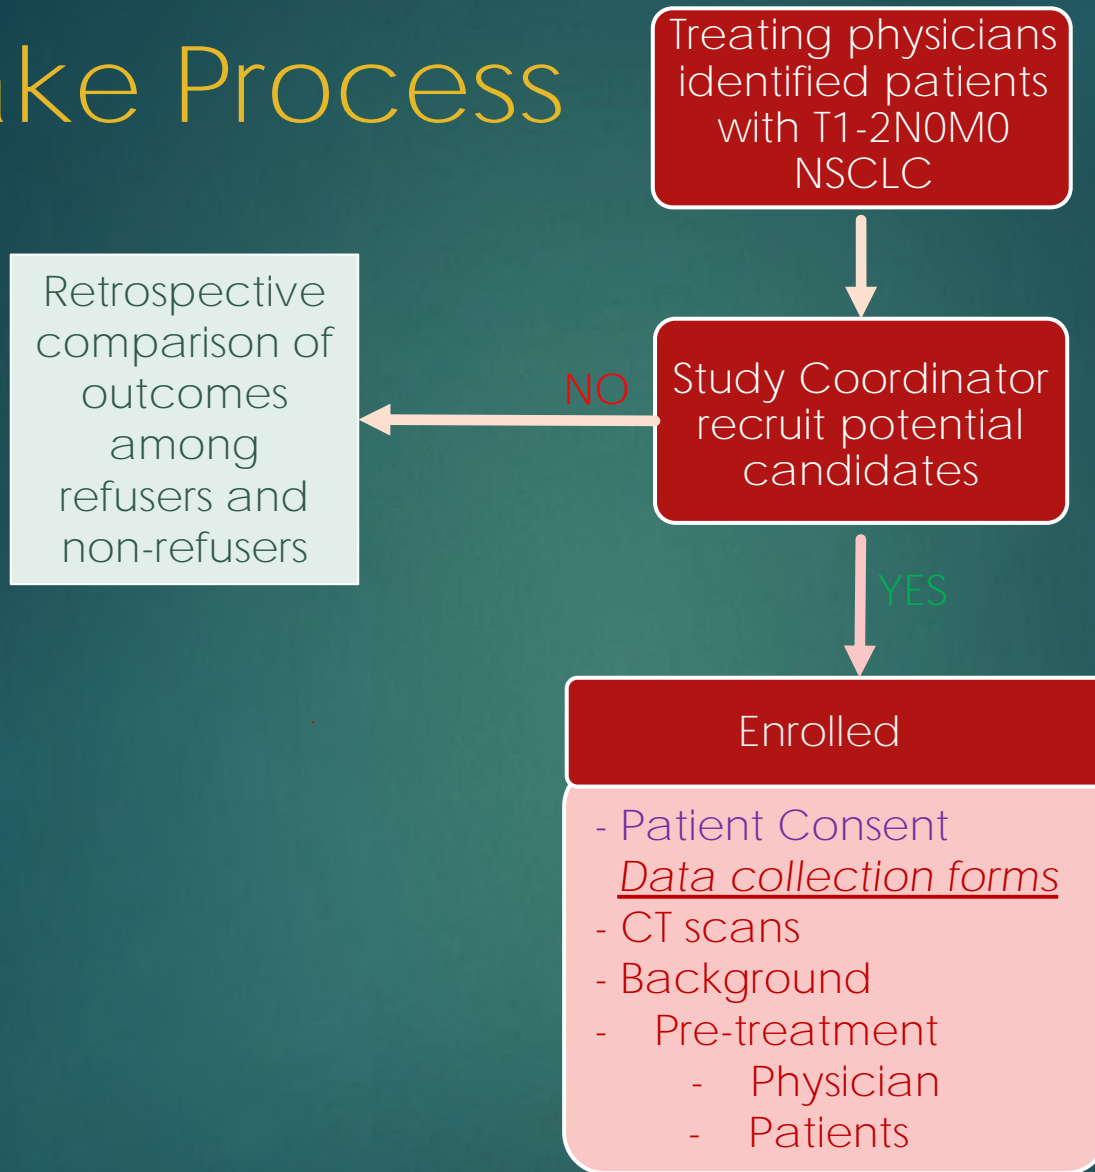 ke Process
Treating physicians
identified patients
with T1-2N0M0
NSCLC
Retrospective
comparison of
outcomes
among
refusers and
non-refusers
NO
Study Coordinator
recruit potential
candidates
YES
Enrolled
- Patient Consent
Data collection forms
- CT scans
- Background
- Pre-treatment
- Physician
- Patients